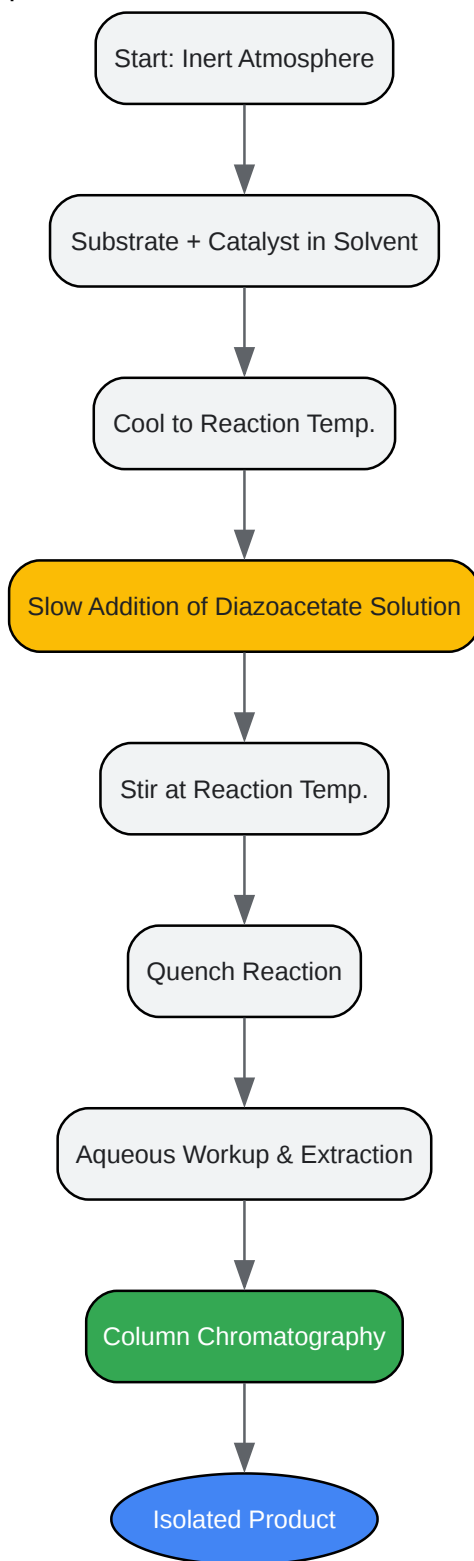 Start: Inert Atmosphere
Substrate + Catalyst in Solvent
Cool to Reaction Temp.
Slow Addition of Diazoacetate Solution
Stir at Reaction Temp.
Quench Reaction
Aqueous Workup & Extraction
Column Chromatography
Isolated Product